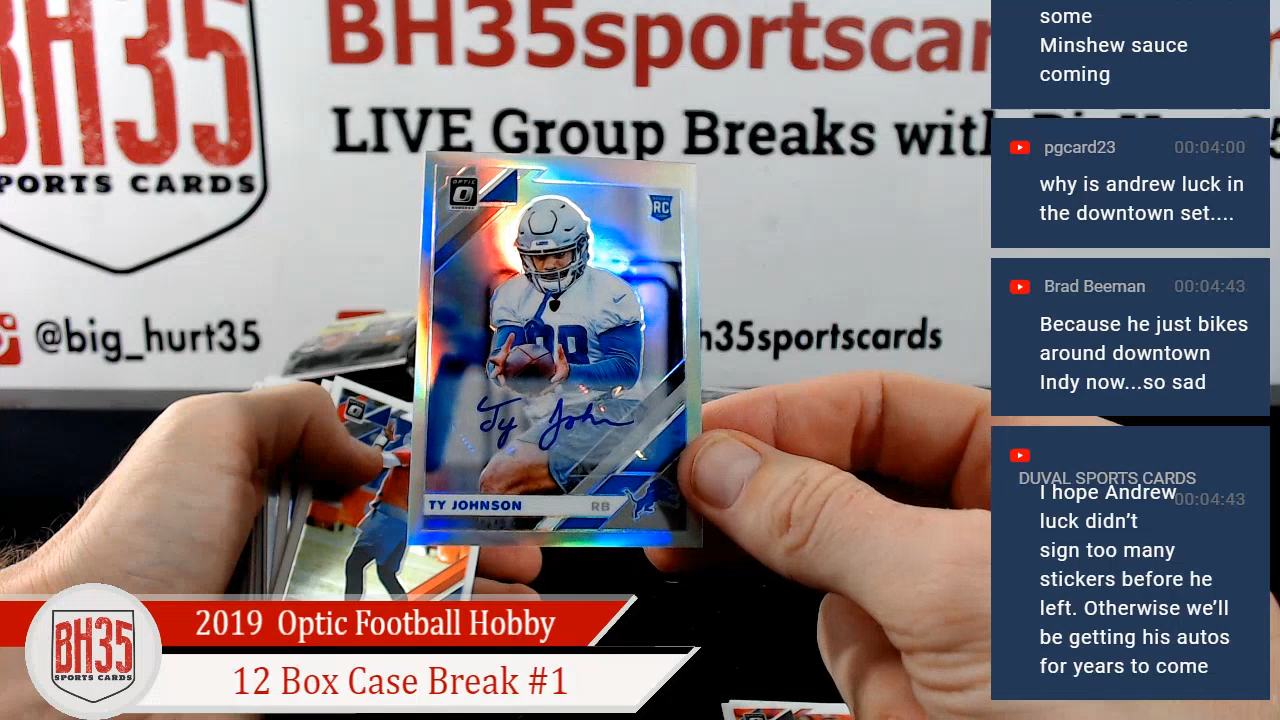 BH35
PORTS CARDS
BH35sportscar
LIVE Group Breaks with
@big_hurt35
h35sportscards
OPTIC
RC
Ty John
TY JOHNSON
RB
BH35
SPORTS CARDS
2019 Optic Football Hobby
12 Box Case Break #1
some
Minshew sauce
coming
pgcard23 00:04:00
why is andrew luck in
the downtown set....
Brad Beeman 00:04:43
Because he just bikes
around downtown
Indy now...so sad
DUVAL SPORTS CARDS
I hope Andrew 00:04:43
luck didn't
sign too many
stickers before he
left. Otherwise we'll
be getting his autos
for years to come